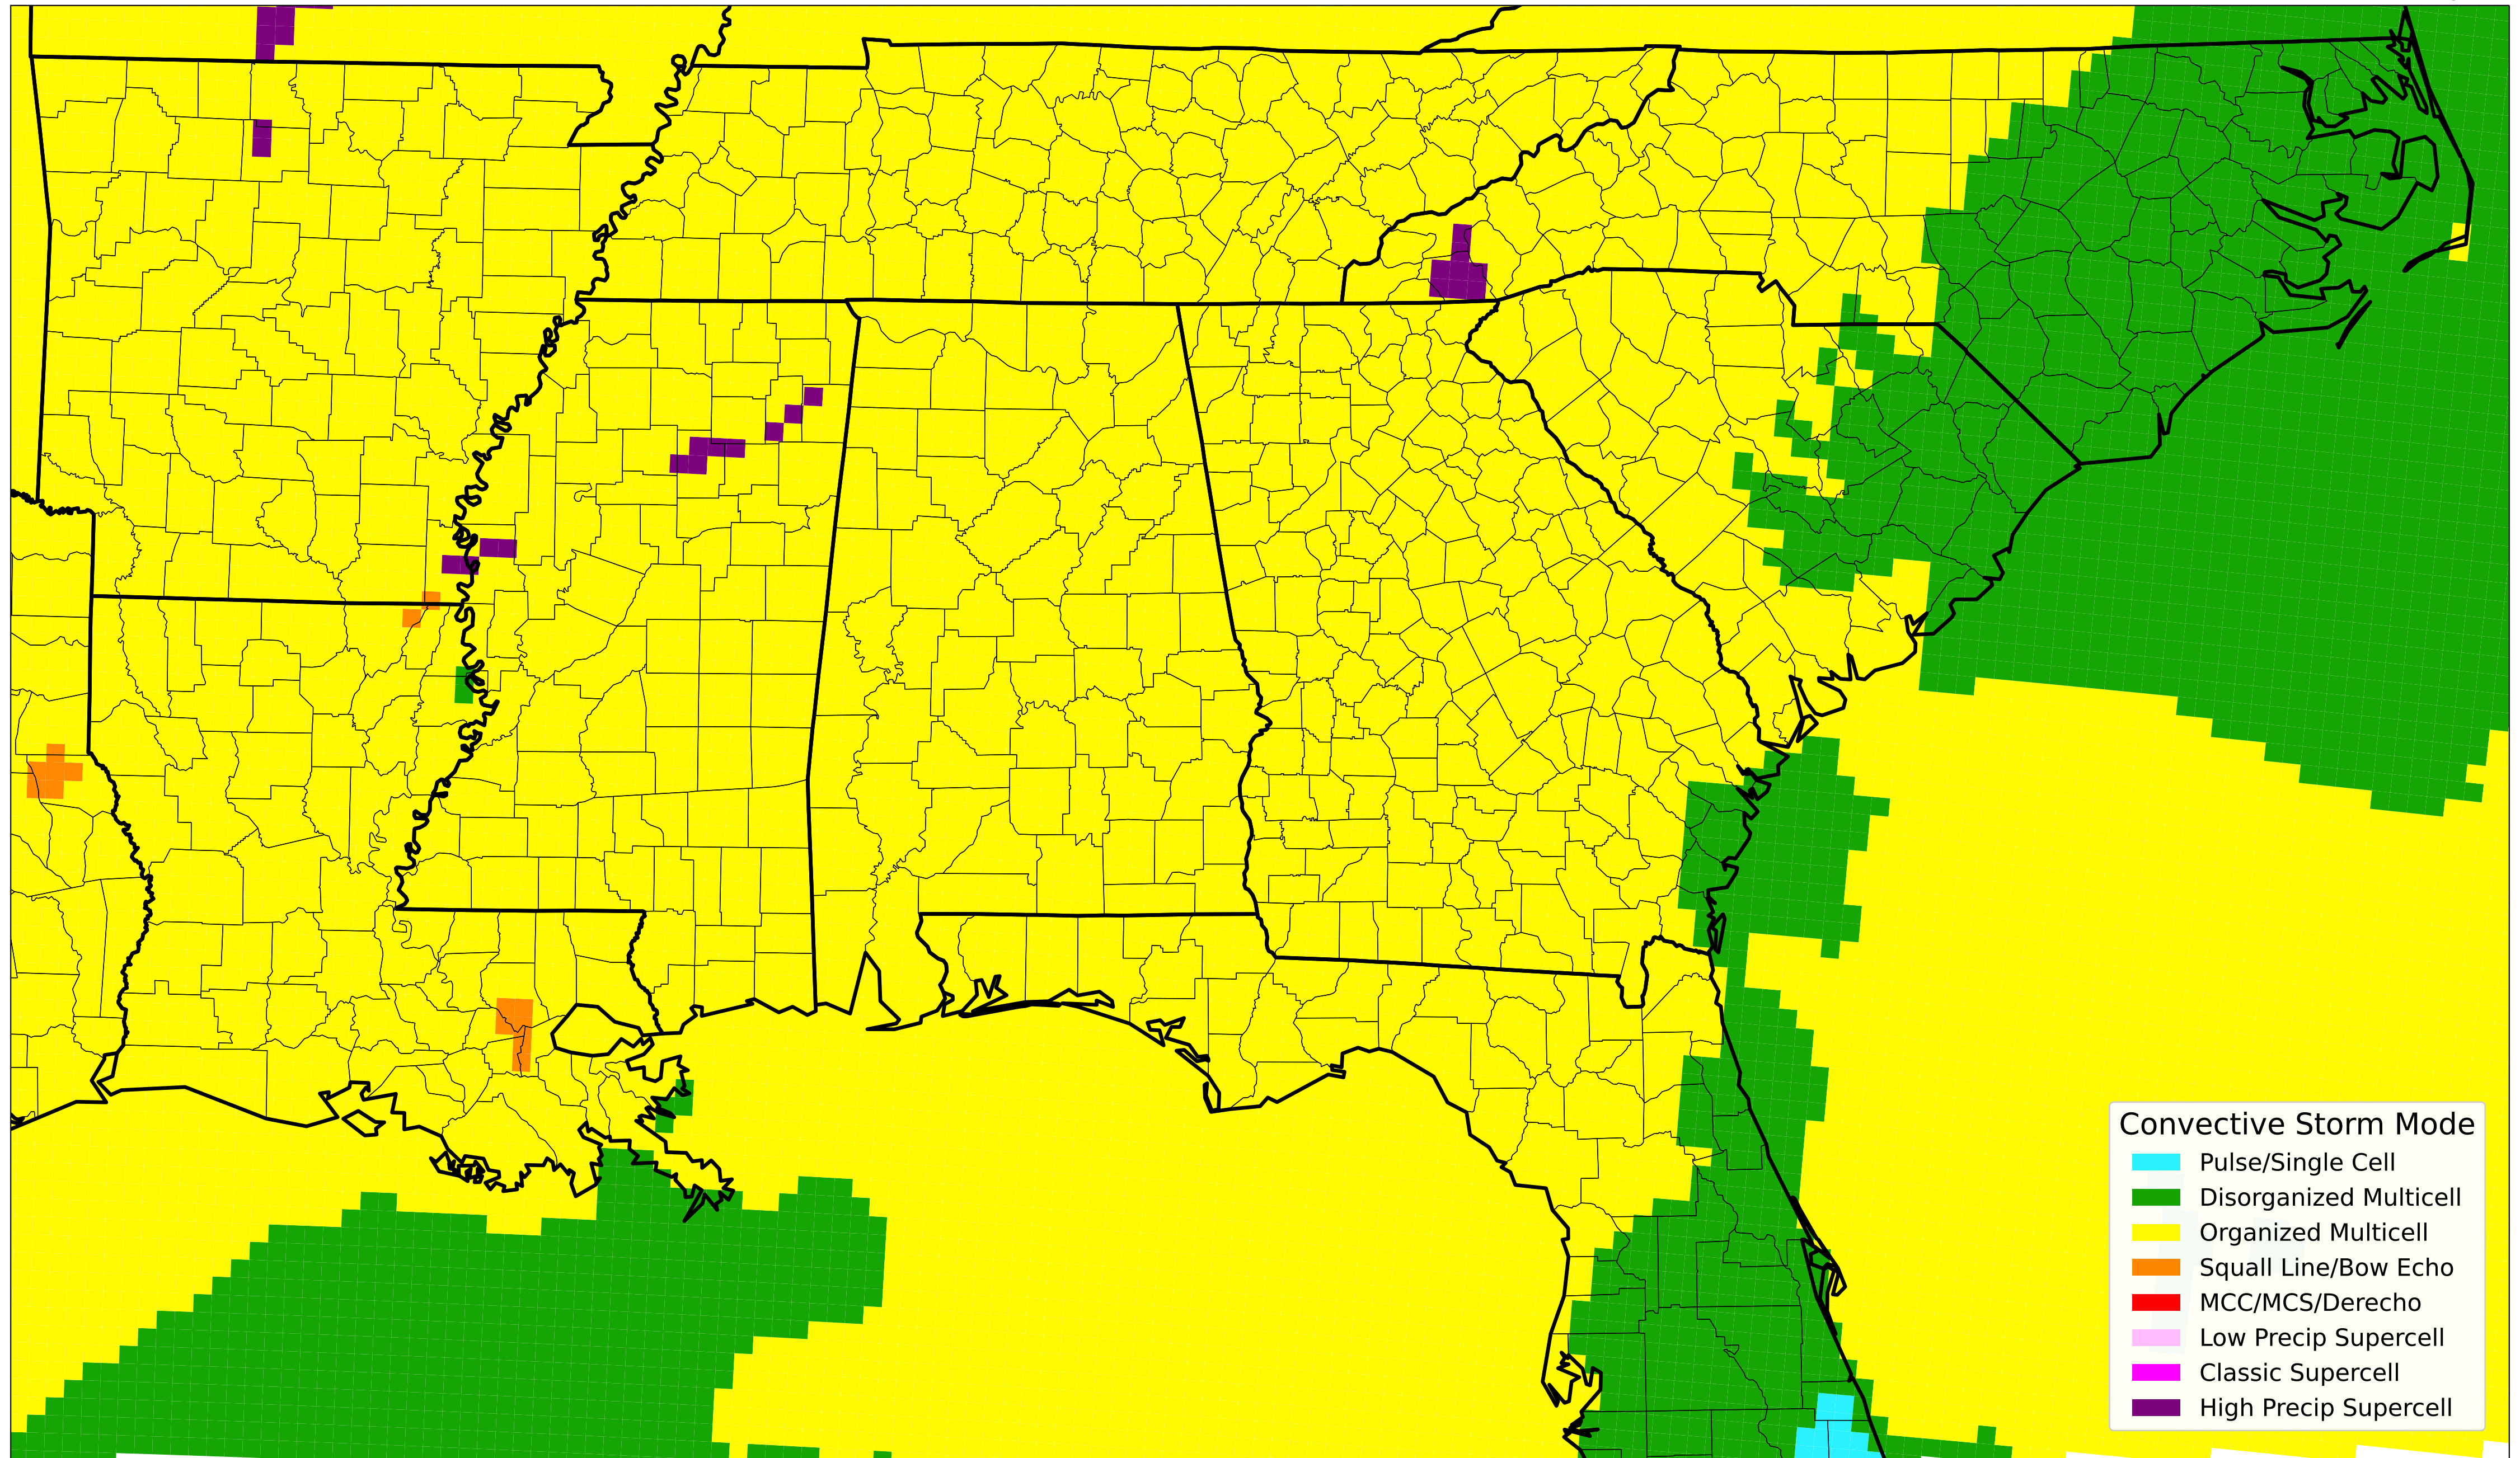 Convective Storm Mode
Pulse/Single Cell
Disorganized Multicell
Organized Multicell
Squall Line/Bow Echo
MCC/MCS/Derecho
Low Precip Supercell
Classic Supercell
High Precip Supercell